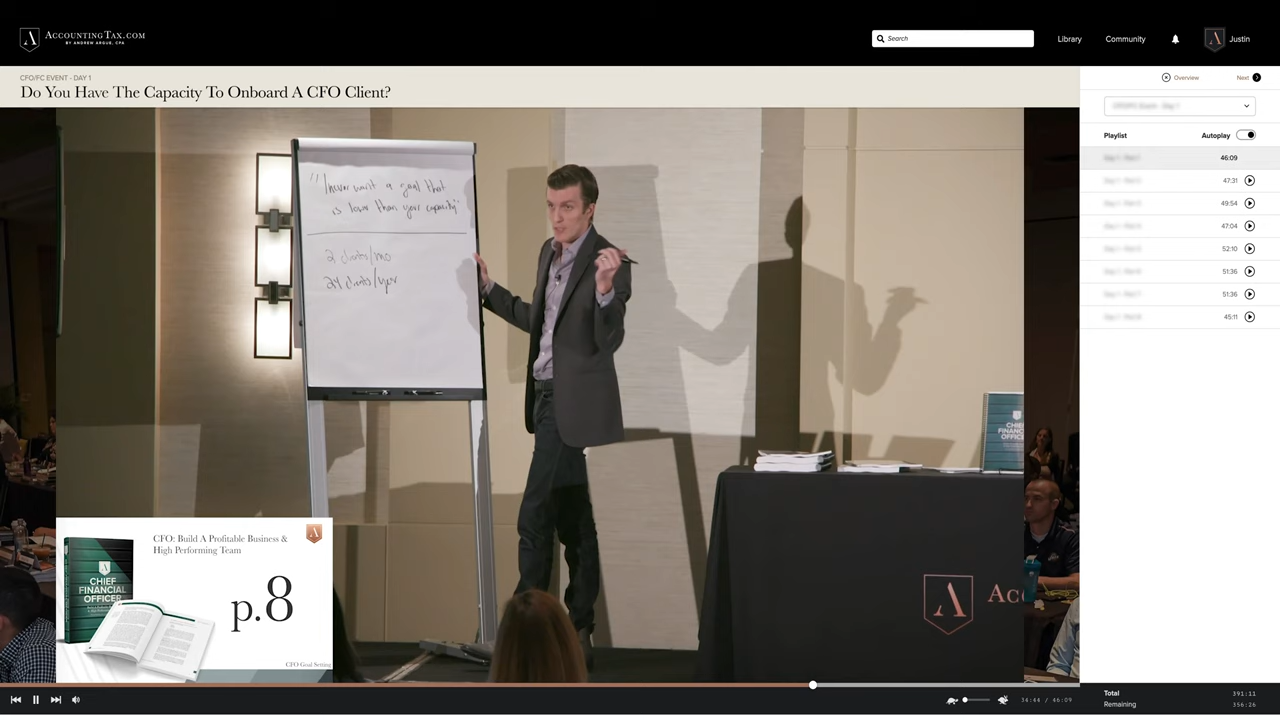 ACCOUNTINGTAX.COM
BY ANDREW ARGUE, CPA
Search
Library
Community
Justin
CFO/FC EVENT - DAY 1
Do You Have The Capacity To Onboard A CFO Client?
Overview
Next
Playlist
Autoplay
46:09
47:31
49:54
47:04
52:10
51:36
51:36
45:11
"I never want a goal that
is lower than your capacity"
2 clients/mo
24 clients/year
CHIEF
FINANCIAL
OFFICER
CFO: Build A Profitable Business &
High Performing Team
CHIEF
FINANCIAL
OFFICER
p.8
CFO Goal Setting
A Acc
34:44 / 46:09
Total 391:11
Remaining 356:26